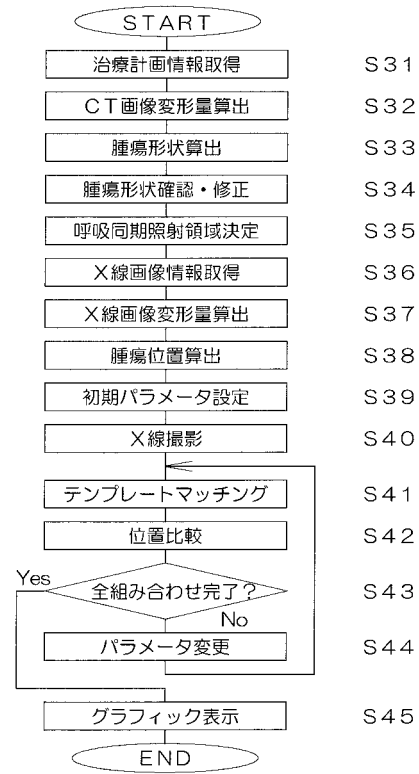 START
治療計画情報取得 S31
CT画像変形量算出 S32
腫瘍形状算出 S33
腫瘍形状確認・修正 S34
呼吸同期照射領域決定 S35
X線画像情報取得 S36
X線画像変形量算出 S37
腫瘍位置算出 S38
初期パラメータ設定 S39
X線撮影 S40
テンプレートマッチング S41
位置比較 S42
Yes 全組み合わせ完了? S43
No
パラメータ変更 S44
グラフィック表示 S45
END